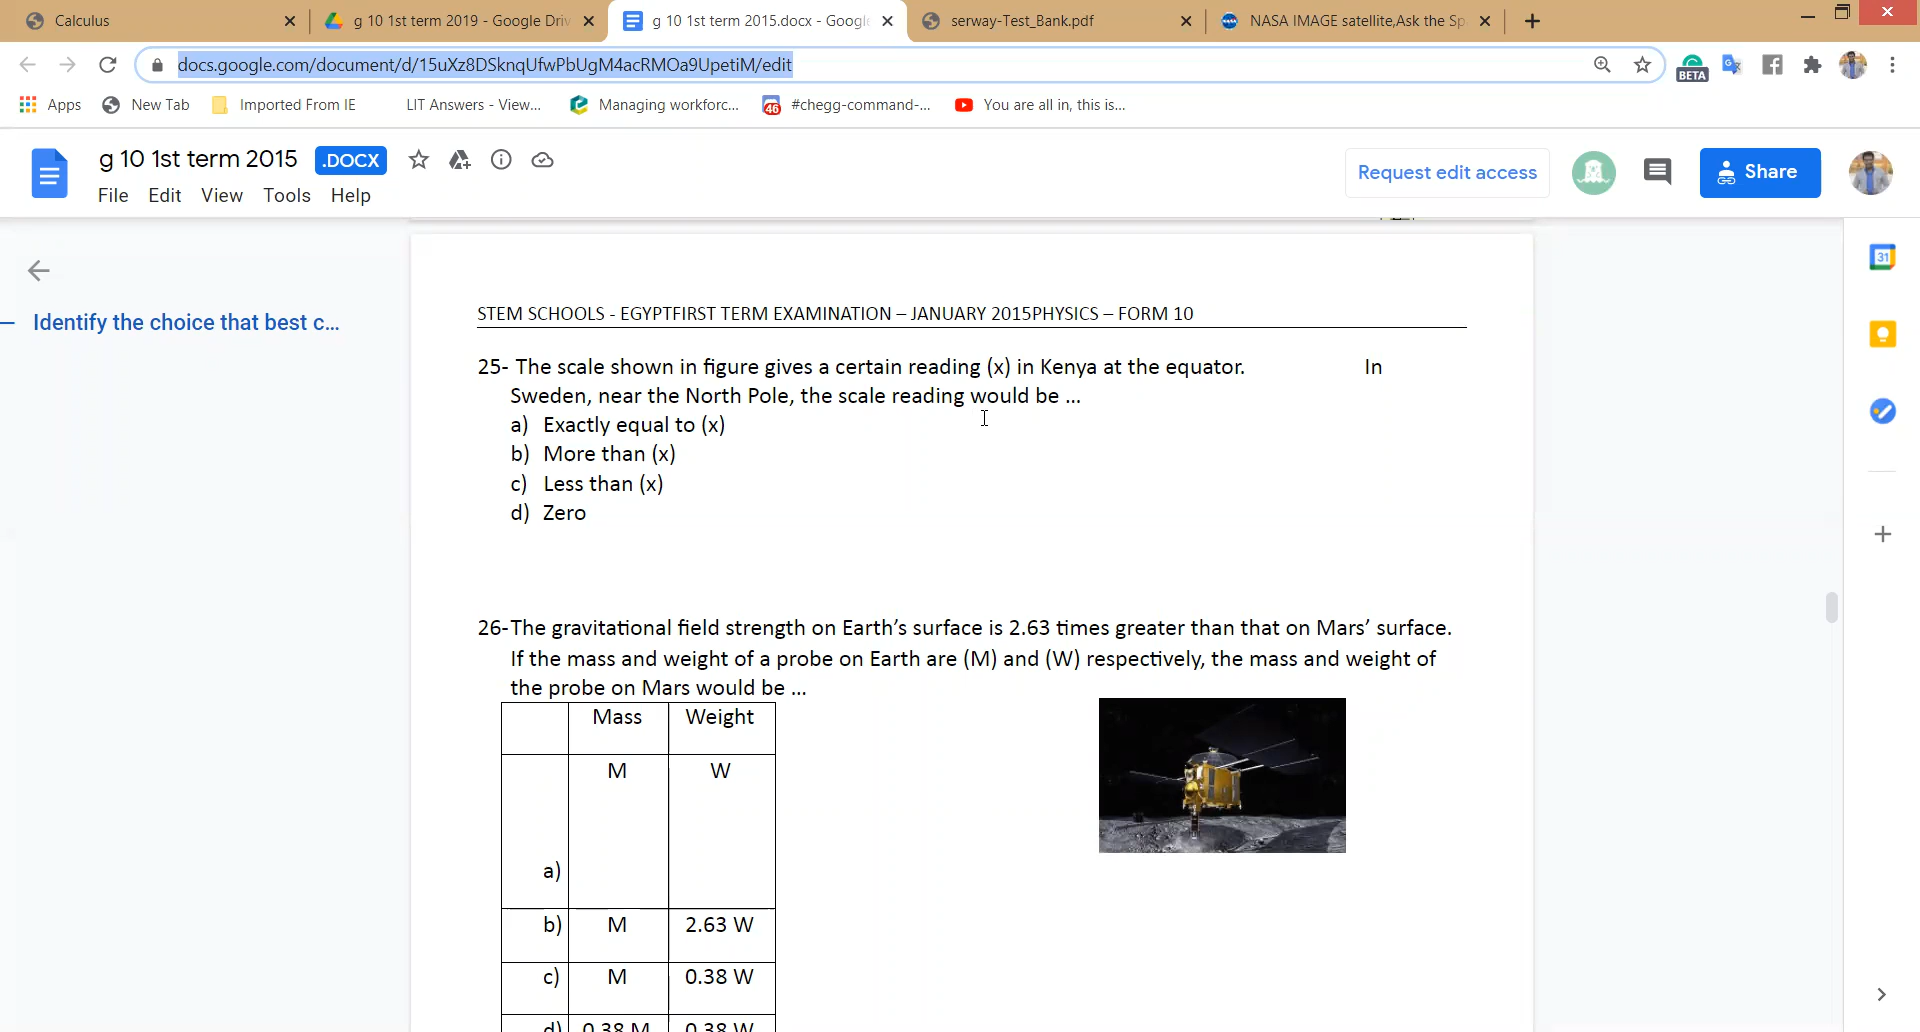 Calculus
g 10 1st term 2019 - Google Driv
g 10 1st term 2015.docx - Google
serway-Test_Bank.pdf
NASA IMAGE satellite,Ask the Sp
docs.google.com/document/d/15uXz8DSknqUfwPbUgM4acRMOa9UpetiM/edit
BETA
Apps
New Tab
Imported From IE
LIT Answers - View...
Managing workforc...
46
#chegg-command-...
You are all in, this is...
g 10 1st term 2015 .DOCX
Request edit access
Share
File Edit View Tools Help
31
Identify the choice that best c...
STEM SCHOOLS - EGYPTFIRST TERM EXAMINATION – JANUARY 2015PHYSICS – FORM 10
25- The scale shown in figure gives a certain reading (x) in Kenya at the equator. In
Sweden, near the North Pole, the scale reading would be ...
a) Exactly equal to (x)
b) More than (x)
c) Less than (x)
d) Zero
26-The gravitational field strength on Earth’s surface is 2.63 times greater than that on Mars’ surface.
If the mass and weight of a probe on Earth are (M) and (W) respectively, the mass and weight of
the probe on Mars would be ...
Mass Weight
a) M W
b) M 2.63 W
c) M 0.38 W
d) 0.38 M 0.38 W